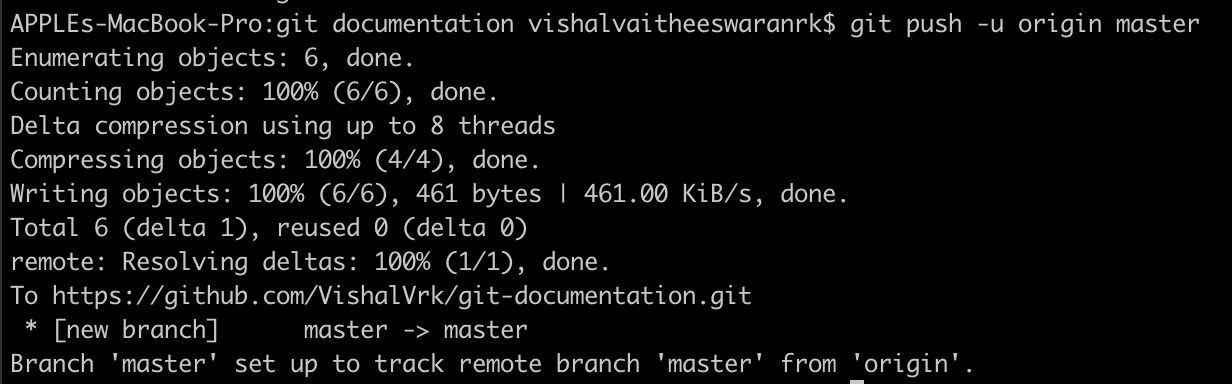 APPLEs-MacBook-Pro:git documentation vishalvaitheeswaranrk$ git push -u origin master
Enumerating objects: 6, done.
Counting objects: 100% (6/6), done.
Delta compression using up to 8 threads
Compressing objects: 100% (4/4), done.
Writing objects: 100% (6/6), 461 bytes | 461.00 KiB/s, done.
Total 6 (delta 1), reused 0 (delta 0)
remote: Resolving deltas: 100% (1/1), done.
To https://github.com/VishalVrk/git-documentation.git
 * [new branch]      master -> master
Branch 'master' set up to track remote branch 'master' from 'origin'.